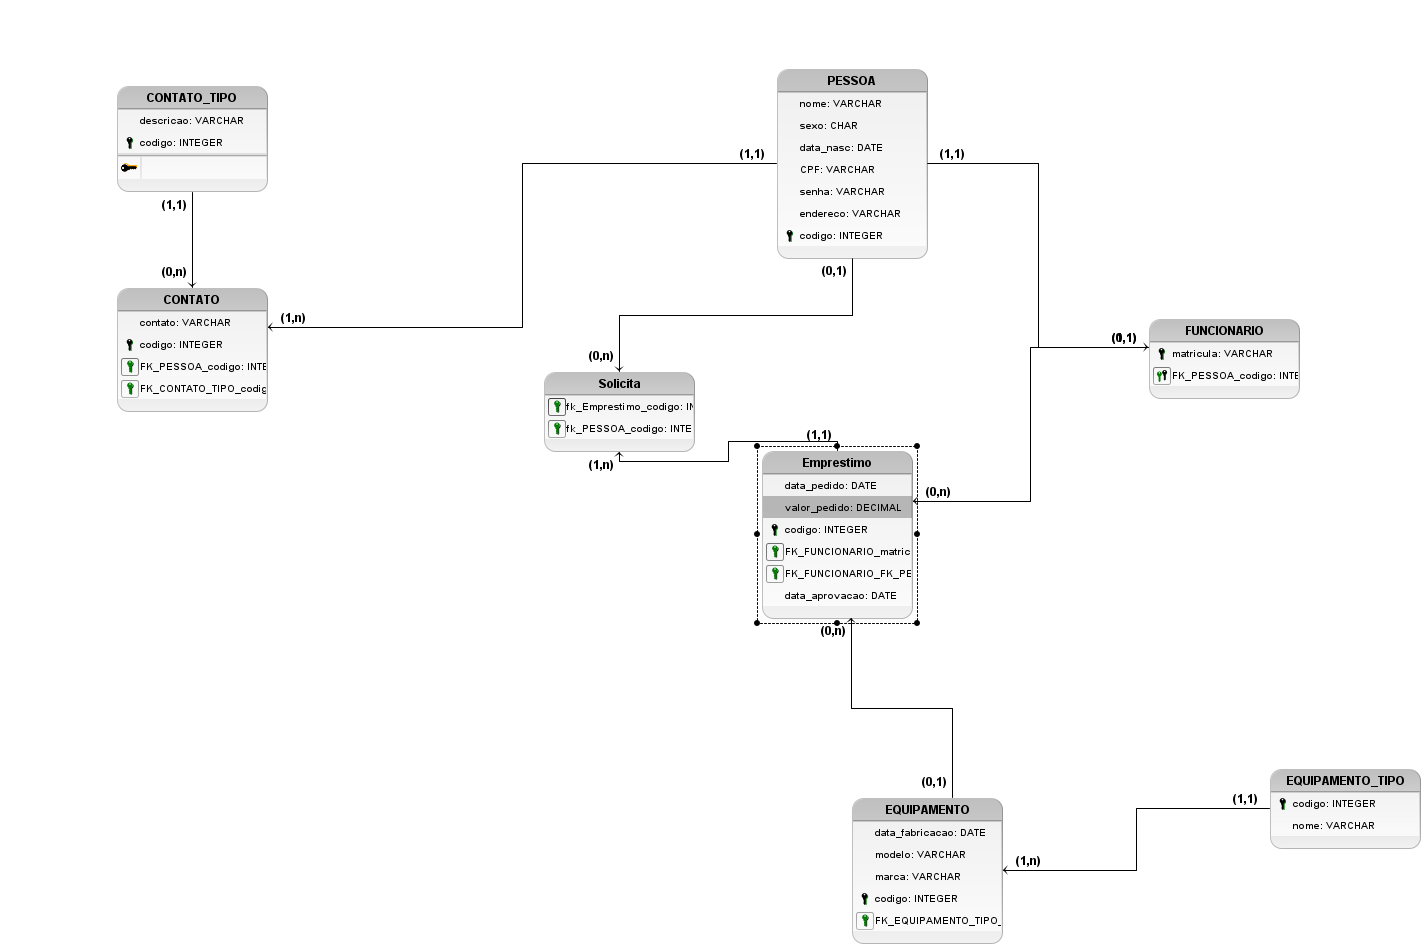 CONTATO_TIPO
descricao: VARCHAR
codigo: INTEGER
(1,1)
(0,n)
CONTATO
contato: VARCHAR
codigo: INTEGER
FK_PESSOA_codigo: INTE
FK_CONTATO_TIPO_codig
(1,n)
PESSOA
nome: VARCHAR
sexo: CHAR
data_nasc: DATE
CPF: VARCHAR
senha: VARCHAR
endereco: VARCHAR
codigo: INTEGER
(1,1)
(1,1)
(0,1)
(0,n)
Solicita
fk_Emprestimo_codigo: IN
fk_PESSOA_codigo: INTE
(1,n)
(1,1)
FUNCIONARIO
matricula: VARCHAR
FK_PESSOA_codigo: INTE
Emprestimo
data_pedido: DATE
valor_pedido: DECIMAL
codigo: INTEGER
FK_FUNCIONARIO_matric
FK_FUNCIONARIO_FK_PE
data_aprovacao: DATE
(0,n)
(0,n)
(0,1)
EQUIPAMENTO
data_fabricacao: DATE
modelo: VARCHAR
marca: VARCHAR
codigo: INTEGER
FK_EQUIPAMENTO_TIPO_
(1,n)
(1,1)
EQUIPAMENTO_TIPO
codigo: INTEGER
nome: VARCHAR